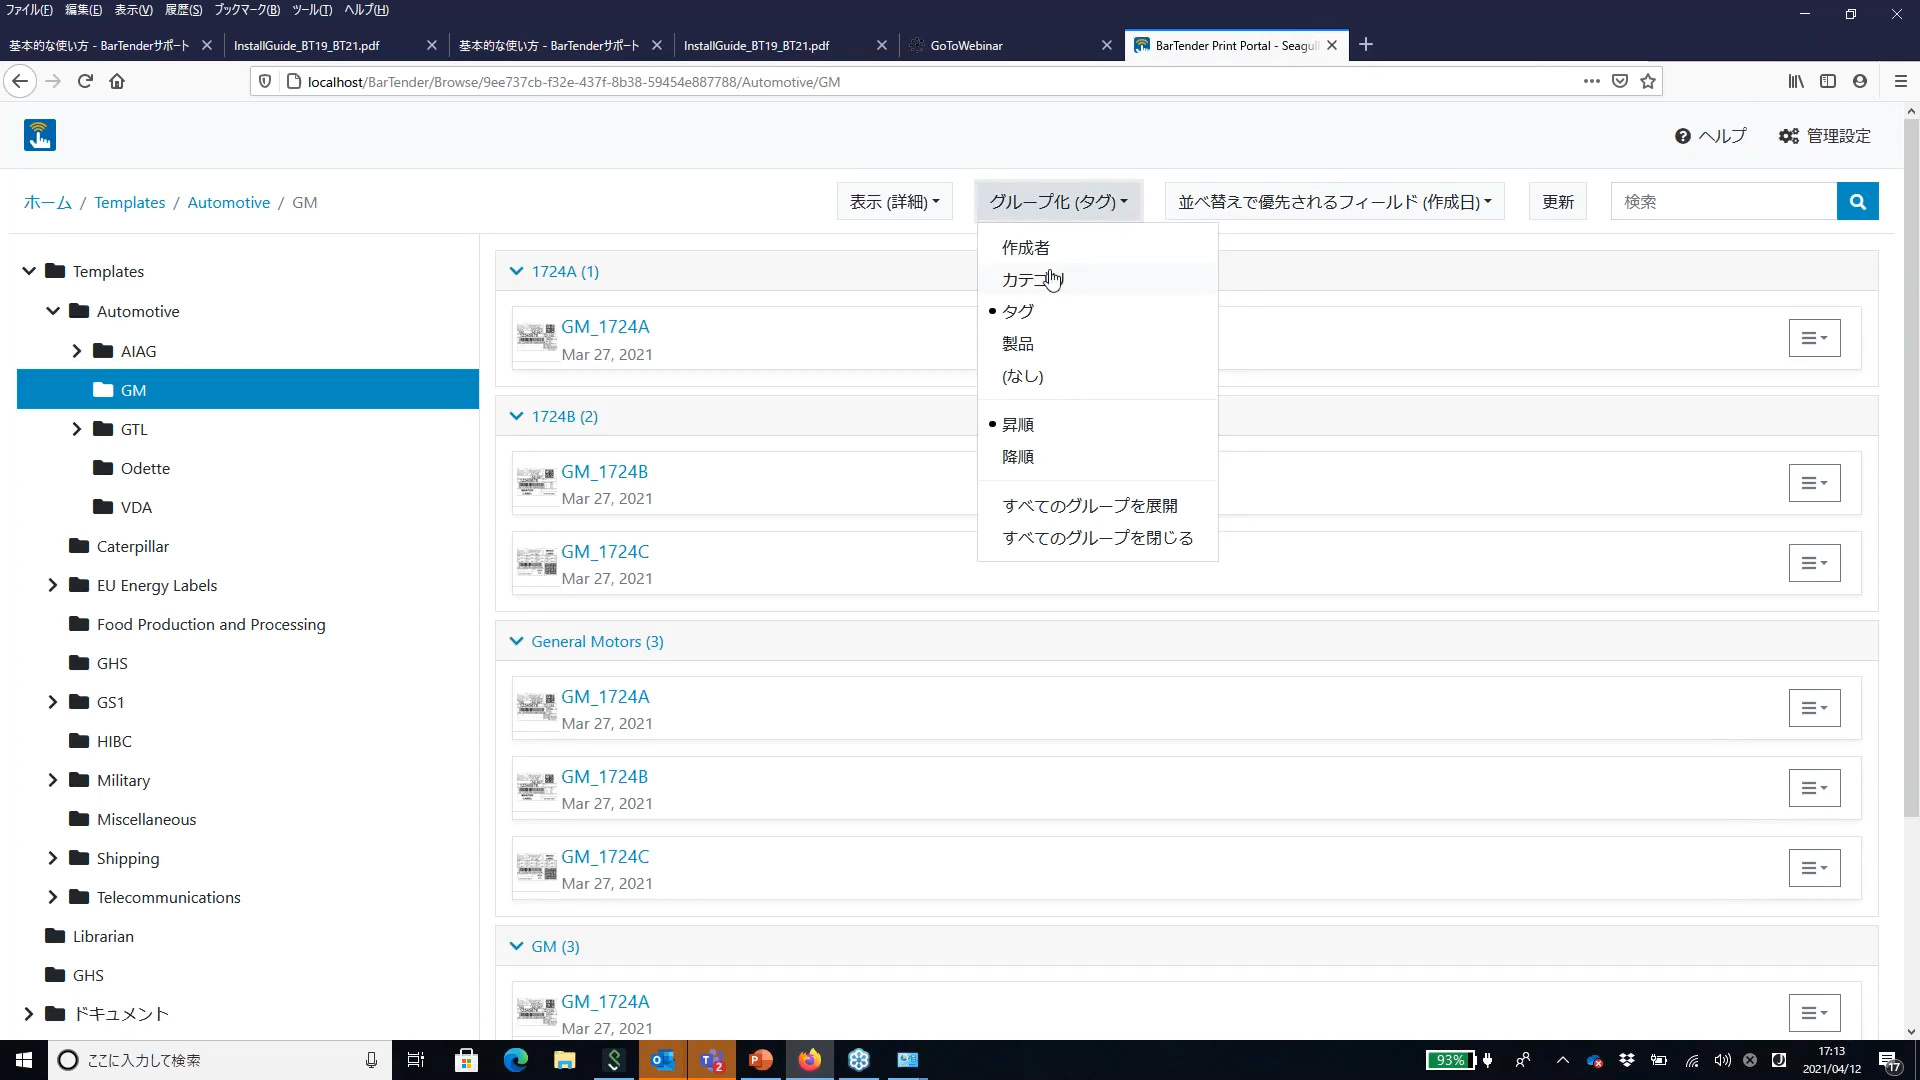 ファイル(F) 編集(E) 表示(V) 履歴(S) ブックマーク(B) ツール(T) ヘルプ(H)
基本的な使い方 - BarTenderサポート InstallGuide_BT19_BT21.pdf 基本的な使い方 - BarTenderサポート InstallGuide_BT19_BT21.pdf GoToWebinar BarTender Print Portal - Seagull
localhost/BarTender/Browse/9ee737cb-f32e-437f-8b38-59454e887788/Automotive/GM
ヘルプ 管理設定
ホーム / Templates / Automotive / GM
表示 (詳細) グループ化 (タグ) 並べ替えで優先されるフィールド (作成日) 更新 検索
Templates
Automotive
AIAG
GM
GTL
Odette
VDA
Caterpillar
EU Energy Labels
Food Production and Processing
GHS
GS1
HIBC
Military
Miscellaneous
Shipping
Telecommunications
Librarian
GHS
ドキュメント
作成者
カテゴリ
タグ
製品
(なし)
昇順
降順
すべてのグループを展開
すべてのグループを閉じる
1724A (1)
GM_1724A
Mar 27, 2021
1724B (2)
GM_1724B
Mar 27, 2021
GM_1724C
Mar 27, 2021
General Motors (3)
GM_1724A
Mar 27, 2021
GM_1724B
Mar 27, 2021
GM_1724C
Mar 27, 2021
GM (3)
GM_1724A
Mar 27, 2021
ここに入力して検索
93%
17:13
2021/04/12
17
2